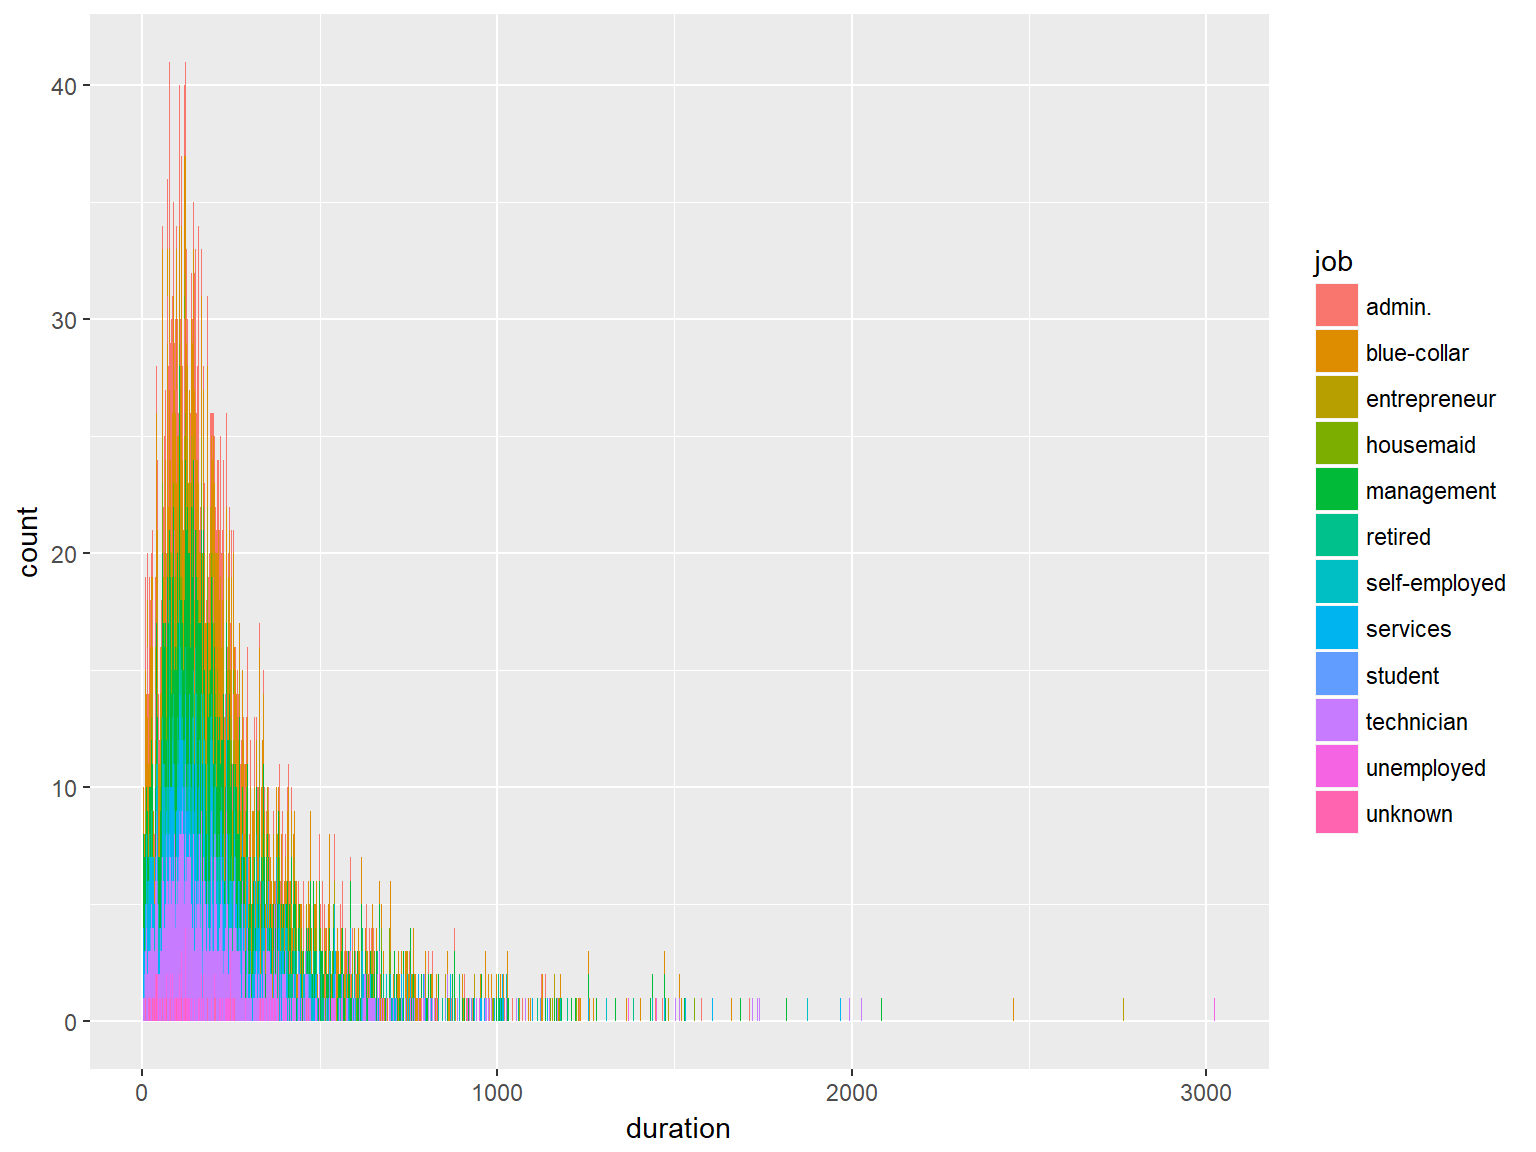 40
30
20
10
0
count
0 1000 2000 3000
duration
job
admin.
blue-collar
entrepreneur
housemaid
management
retired
self-employed
services
student
technician
unemployed
unknown